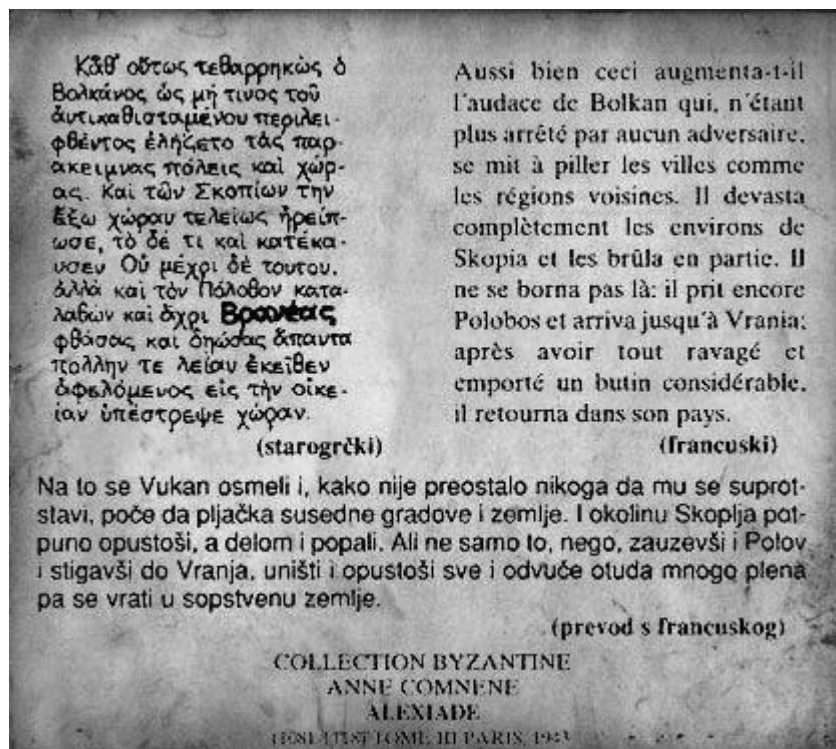 Κᾶθ' οὕτως τεθαρρηκὼς ὁ
Βολκάνος ὡς μή τινος τοῦ
ἀντικαθισταμένου περιλει-
φθέντος ἐλῄζετο τάς παρ-
ακειμνας πόλεις καὶ χώρ-
ας. Καὶ τῶν Σκοπίων την
ἔξω χώραν τελείως ἠρείπ-
ωσε, τὸ δέ τι καὶ κατέκα-
υσεν Οὐ μέχρι δὲ τουτου,
ἀλλὰ καὶ τὸν Πόλοβον κατα-
λαβὼν καὶ ἄχρι Βρανέας
φθάσας καὶ δηώσας ἅπαντα
πολλην τε λείαν ἐκεῖθεν
ἀφελόμενος εἰς τὴν οἰκε-
ίαν ὑπέστρεψε χώραν.
(starogrčki)
Aussi bien ceci augmenta-t-il
l'audace de Bolkan qui, n'étant
plus arrêté par aucun adversaire,
se mit à piller les villes comme
les régions voisines. Il devasta
complètement les environs de
Skopia et les brûla en partie. Il
ne se borna pas là: il prit encore
Polobos et arriva jusqu'à Vrania;
après avoir tout ravagé et
emporté un butin considérable,
il retourna dans son pays.
(francuski)
Na to se Vukan osmeli i, kako nije preostalo nikoga da mu se suprot-
stavi, poče da pljačka susedne gradove i zemlje. I okolinu Skoplja pot-
puno opustoši, a delom i popali. Ali ne samo to, nego, zauzevši i Polov
i stigavši do Vranja, uništi i opustoši sve i odvuče otuda mnogo plena
pa se vrati u sopstvenu zemlje.
(prevod s francuskog)
COLLECTION BYZANTINE
ANNE COMNENE
ALEXIADE
TOME III PARIS, 1943